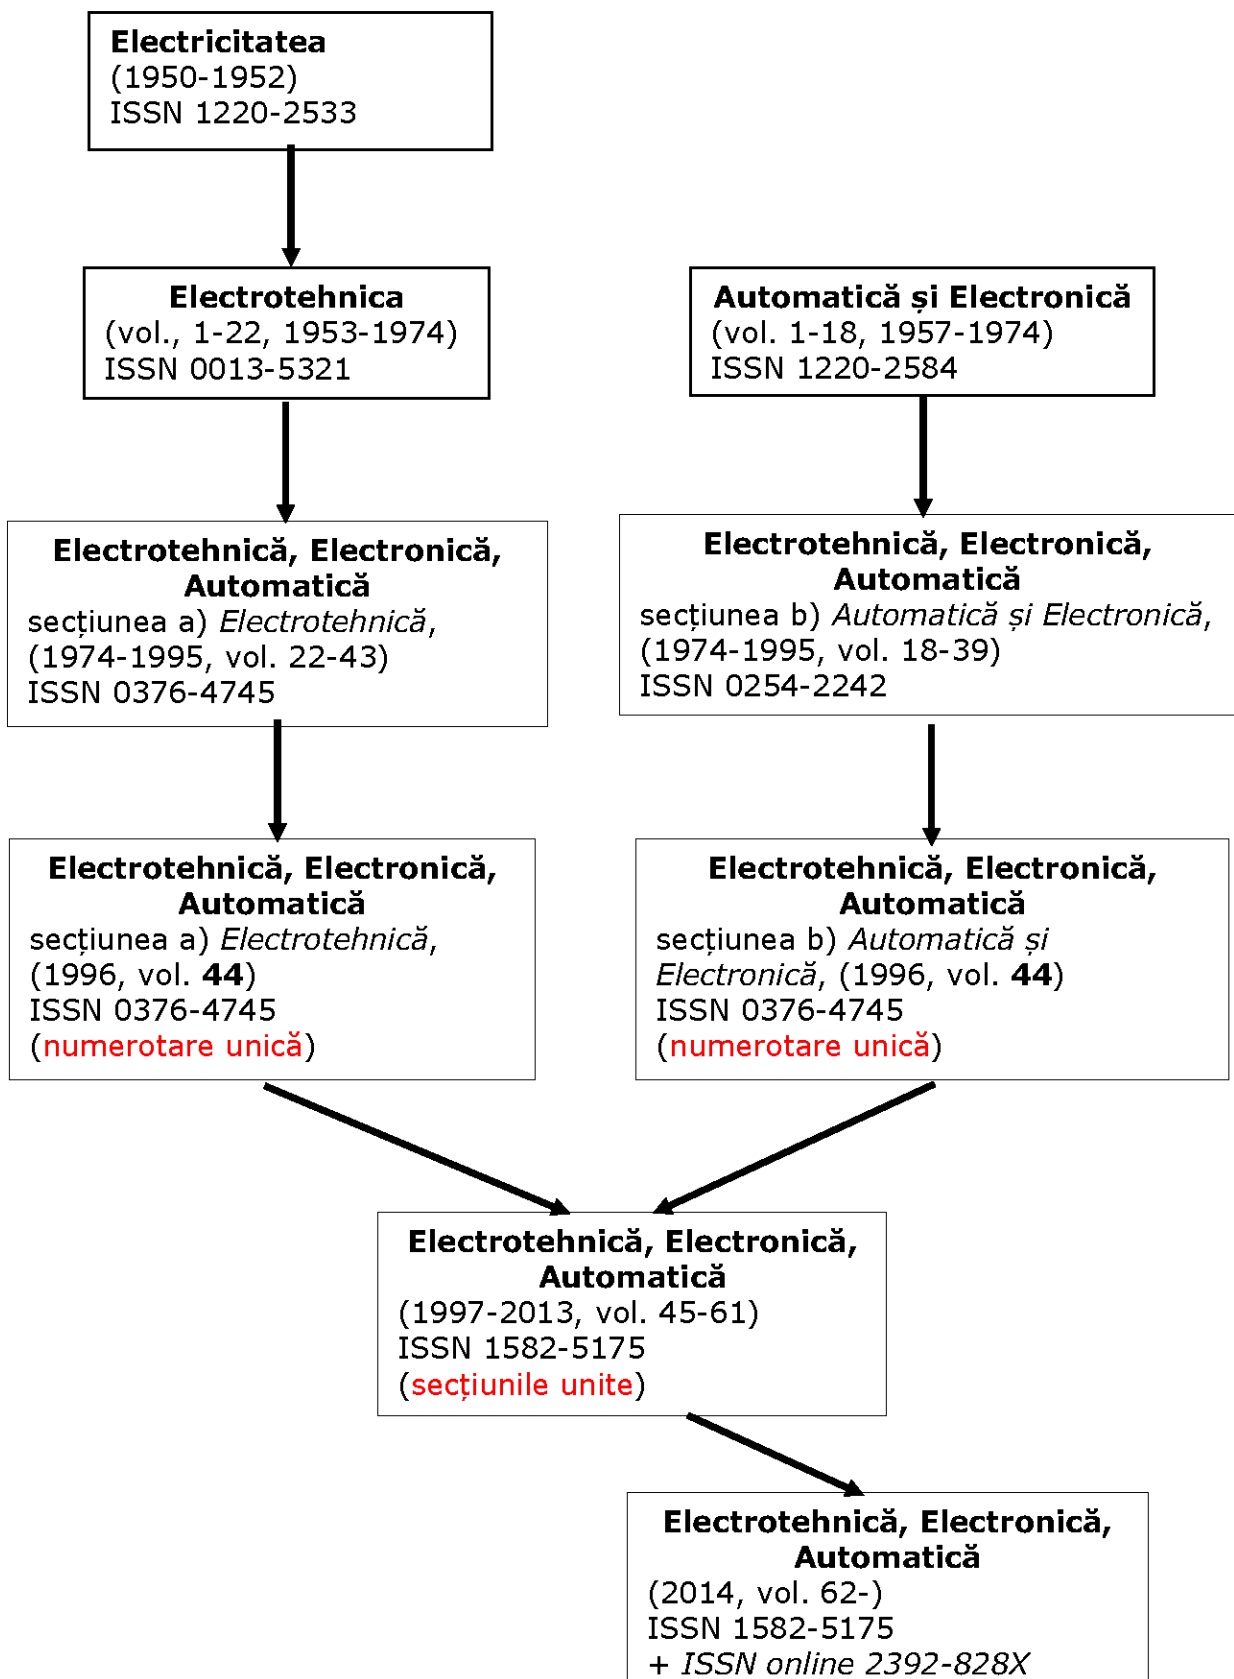 Electricitatea
(1950-1952)
ISSN 1220-2533
Electrotehnica
(vol., 1-22, 1953-1974)
ISSN 0013-5321
Automatică și Electronică
(vol. 1-18, 1957-1974)
ISSN 1220-2584
Electrotehnică, Electronică,
Automatică
secțiunea a) Electrotehnică,
(1974-1995, vol. 22-43)
ISSN 0376-4745
Electrotehnică, Electronică,
Automatică
secțiunea b) Automatică și Electronică,
(1974-1995, vol. 18-39)
ISSN 0254-2242
Electrotehnică, Electronică,
Automatică
secțiunea a) Electrotehnică,
(1996, vol. 44)
ISSN 0376-4745
(numerotare unică)
Electrotehnică, Electronică,
Automatică
secțiunea b) Automatică și
Electronică, (1996, vol. 44)
ISSN 0376-4745
(numerotare unică)
Electrotehnică, Electronică,
Automatică
(1997-2013, vol. 45-61)
ISSN 1582-5175
(secțiunile unite)
Electrotehnică, Electronică,
Automatică
(2014, vol. 62-)
ISSN 1582-5175
+ ISSN online 2392-828X